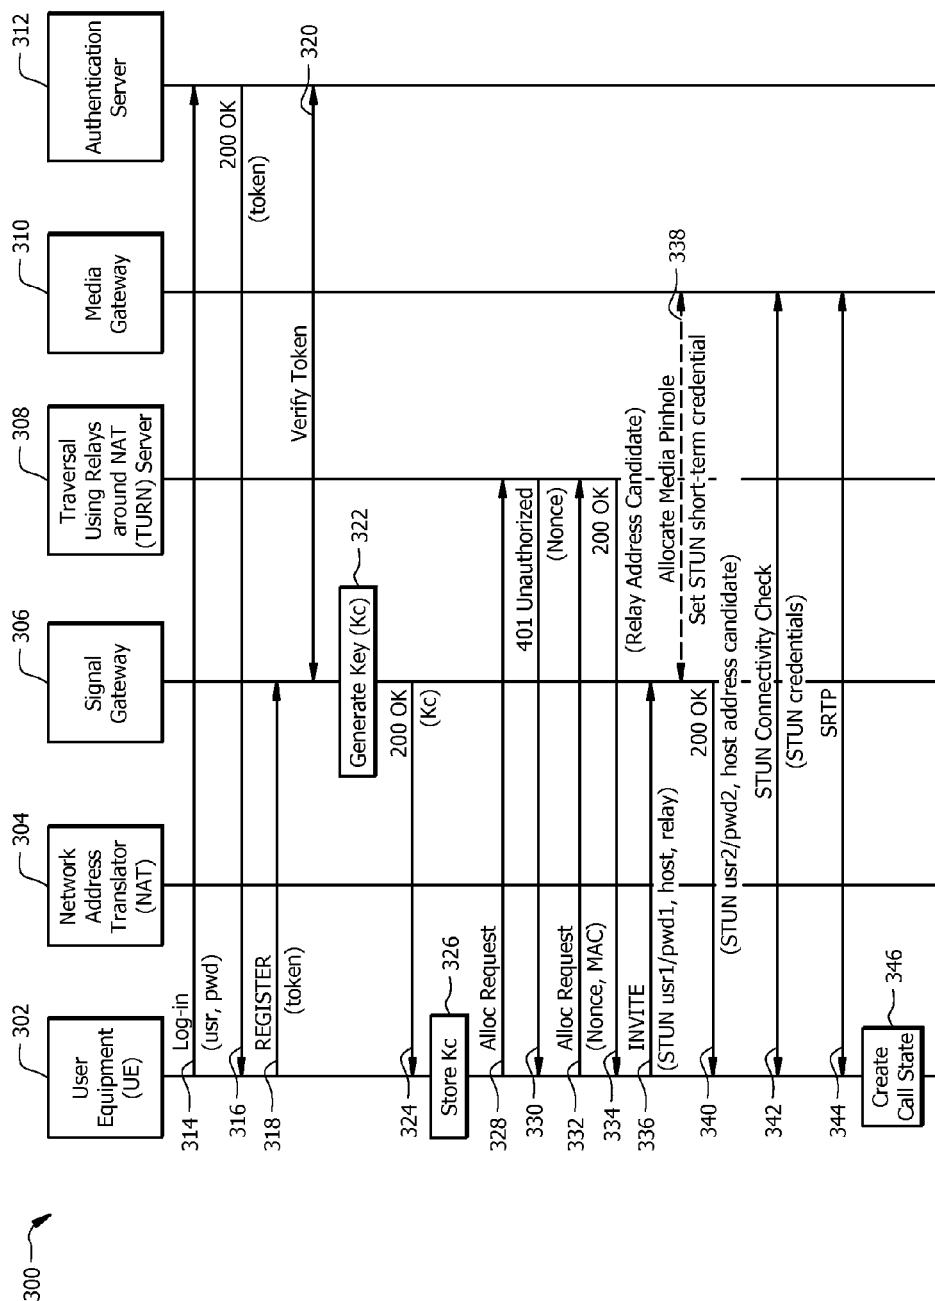 300
302
User
Equipment
(UE)
304
Network
Address
Translator
(NAT)
306
Signal
Gateway
308
Traversal
Using Relays
around NAT
(TURN) Server
310
Media
Gateway
312
Authentication
Server
314
Log-in
(usr, pwd)
316
200 OK
(token)
318
REGISTER
(token)
320
Verify Token
322
Generate Key (Kc)
324
200 OK
(Kc)
326
Store Kc
328
Alloc Request
330
401 Unauthorized
(Nonce)
332
Alloc Request
(Nonce, MAC)
334
200 OK
(Relay Address Candidate)
336
INVITE
(STUN usr1/pwd1, host, relay)
338
Allocate Media Pinhole
Set STUN short-term credential
340
200 OK
(STUN usr2/pwd2, host address candidate)
342
STUN Connectivity Check
(STUN credentials)
344
SRTP
346
Create
Call State